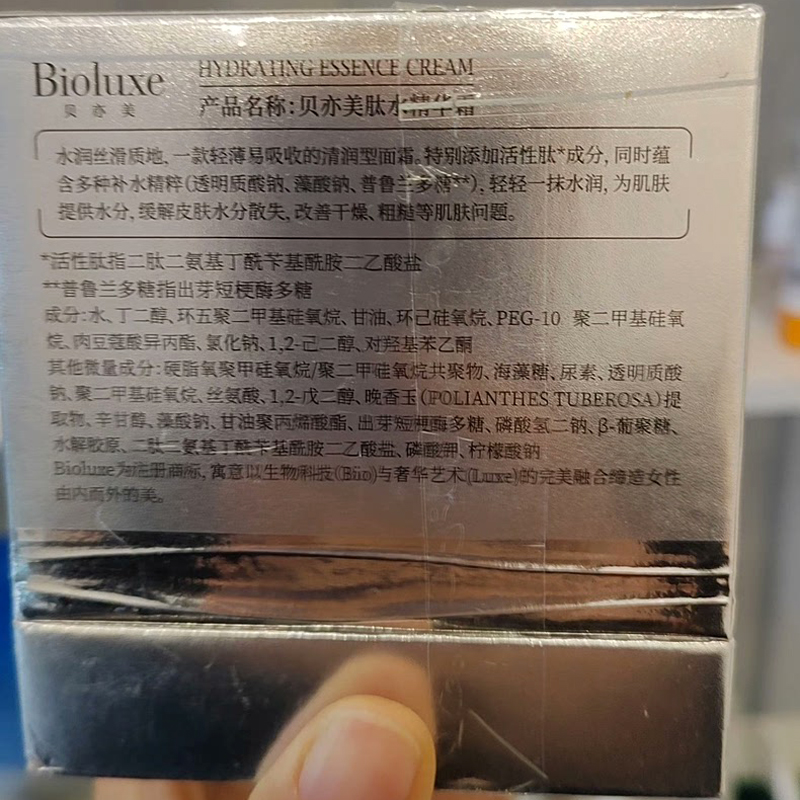 Bioluxe
贝亦美
HYDRATING ESSENCE CREAM
产品名称:贝亦美肽水精华霜
水润丝滑质地,一款轻薄易吸收的清润型面霜。特别添加活性肽*成分,同时蕴
含多种补水精粹(透明质酸钠、藻酸钠、普鲁兰多糖**),轻轻一抹水润,为肌肤
提供水分,缓解皮肤水分散失,改善干燥、粗糙等肌肤问题。
*活性肽指二肽二氨基丁酰苄基酰胺二乙酸盐
**普鲁兰多糖指出芽短梗酶多糖
成分:水、丁二醇、环五聚二甲基硅氧烷、甘油、环己硅氧烷、PEG-10 聚二甲基硅氧
烷、肉豆蔻酸异丙酯、氯化钠、1,2-己二醇、对羟基苯乙酮
其他微量成分:硬脂氧聚甲硅氧烷/聚二甲硅氧烷共聚物、海藻糖、尿素、透明质酸
钠、聚二甲基硅氧烷、丝氨酸、1,2-戊二醇、晚香玉(POLIANTHES TUBEROSA)提
取物、辛甘醇、藻酸钠、甘油聚丙烯酸酯、出芽短梗酶多糖、磷酸氢二钠、β-葡聚糖、
水解胶原、二肽二氨基丁酰苄基酰胺二乙酸盐、磷酸钾、柠檬酸钠
Bioluxe为注册商标,寓意以生物科技(Bio)与奢华艺术(Luxe)的完美融合缔造女性
由内而外的美。